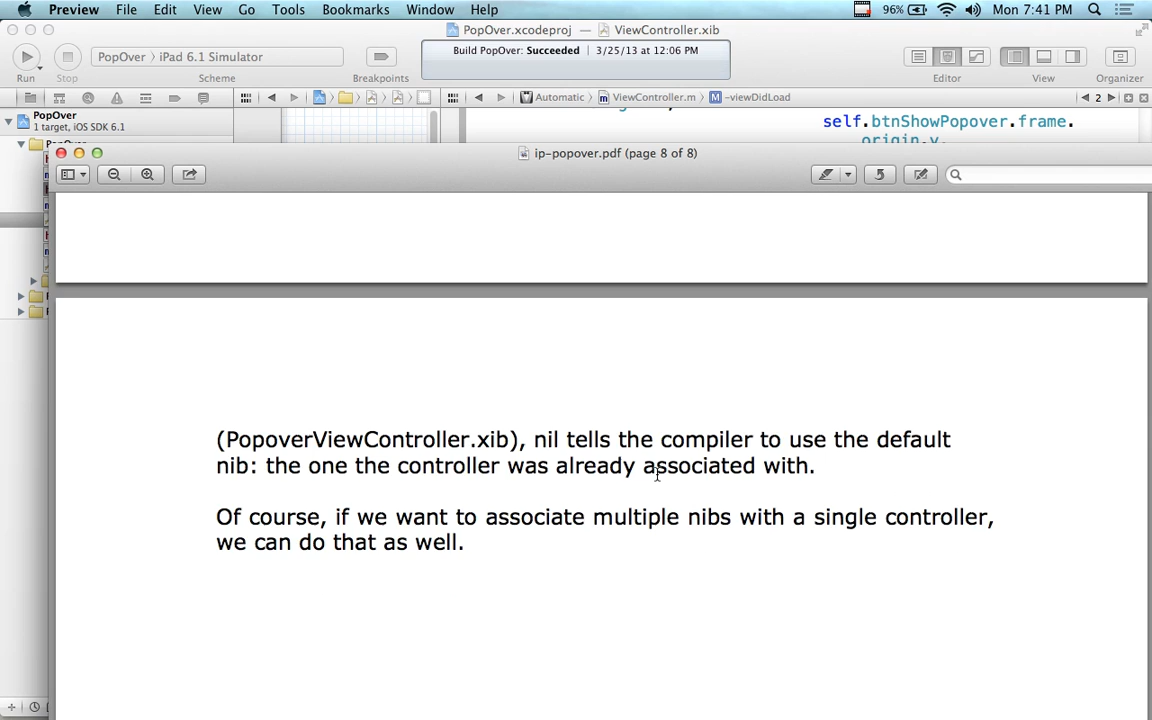 Preview File Edit View Go Tools Bookmarks Window Help 96% Mon 7:41 PM
PopOver.xcodeproj — ViewController.xib
Build PopOver: Succeeded | 3/25/13 at 12:06 PM
PopOver 〉 iPad 6.1 Simulator
Run Stop Scheme Breakpoints Editor View Organizer
Automatic 〉 ViewController.m 〉 M -viewDidLoad 2
PopOver
1 target, iOS SDK 6.1
self.btnShowPopover.frame.
origin.y,
ip-popover.pdf (page 8 of 8)
(PopoverViewController.xib), nil tells the compiler to use the default
nib: the one the controller was already associated with.
Of course, if we want to associate multiple nibs with a single controller,
we can do that as well.